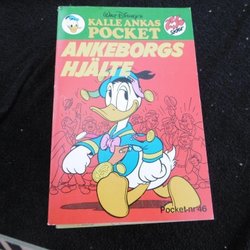 Walt Disney's
KALLE ANKAS
POCKET
ANKEBORGS
HJÄLTE
Pocket nr 46